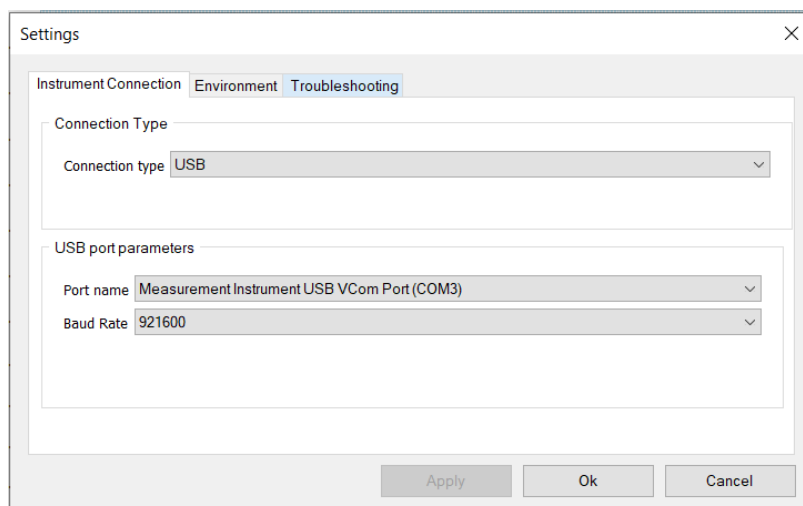 Settings
Instrument Connection Environment Troubleshooting
Connection Type
Connection type USB
USB port parameters
Port name Measurement Instrument USB VCom Port (COM3)
Baud Rate 921600
Apply Ok Cancel